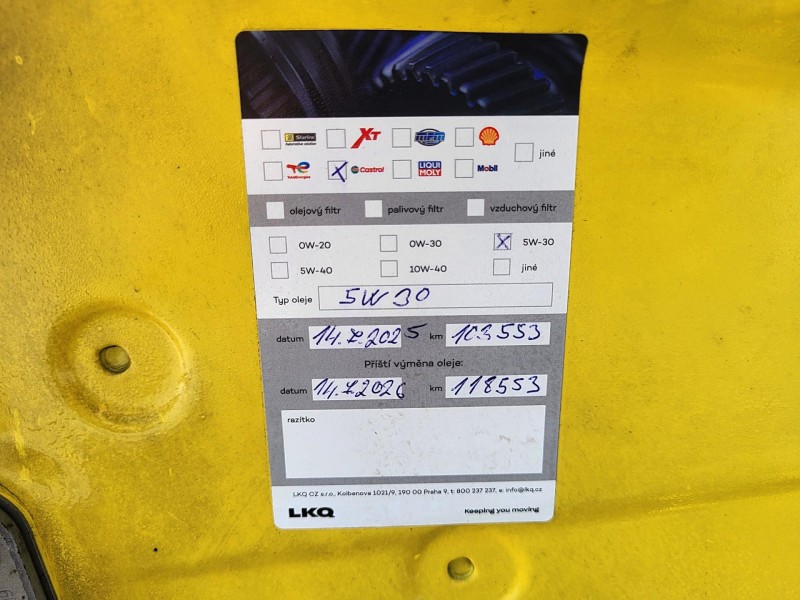 Starline XT SHELL
Automotive solution
jiné
TotalEnergies Castrol LIQUI MOLY Mobil
olejový filtr palivový filtr vzduchový filtr
0W-20 0W-30 X 5W-30
5W-40 10W-40 jiné
Typ oleje 5W30
datum 14.7.2025 km 103553
Příští výměna oleje:
datum 14.7.2026 km 118553
razítko
LKQ CZ s.r.o., Kolbenova 1021/9, 190 00 Praha 9, t: 800 237 237, e: info@lkq.cz
LKQ Keeping you moving